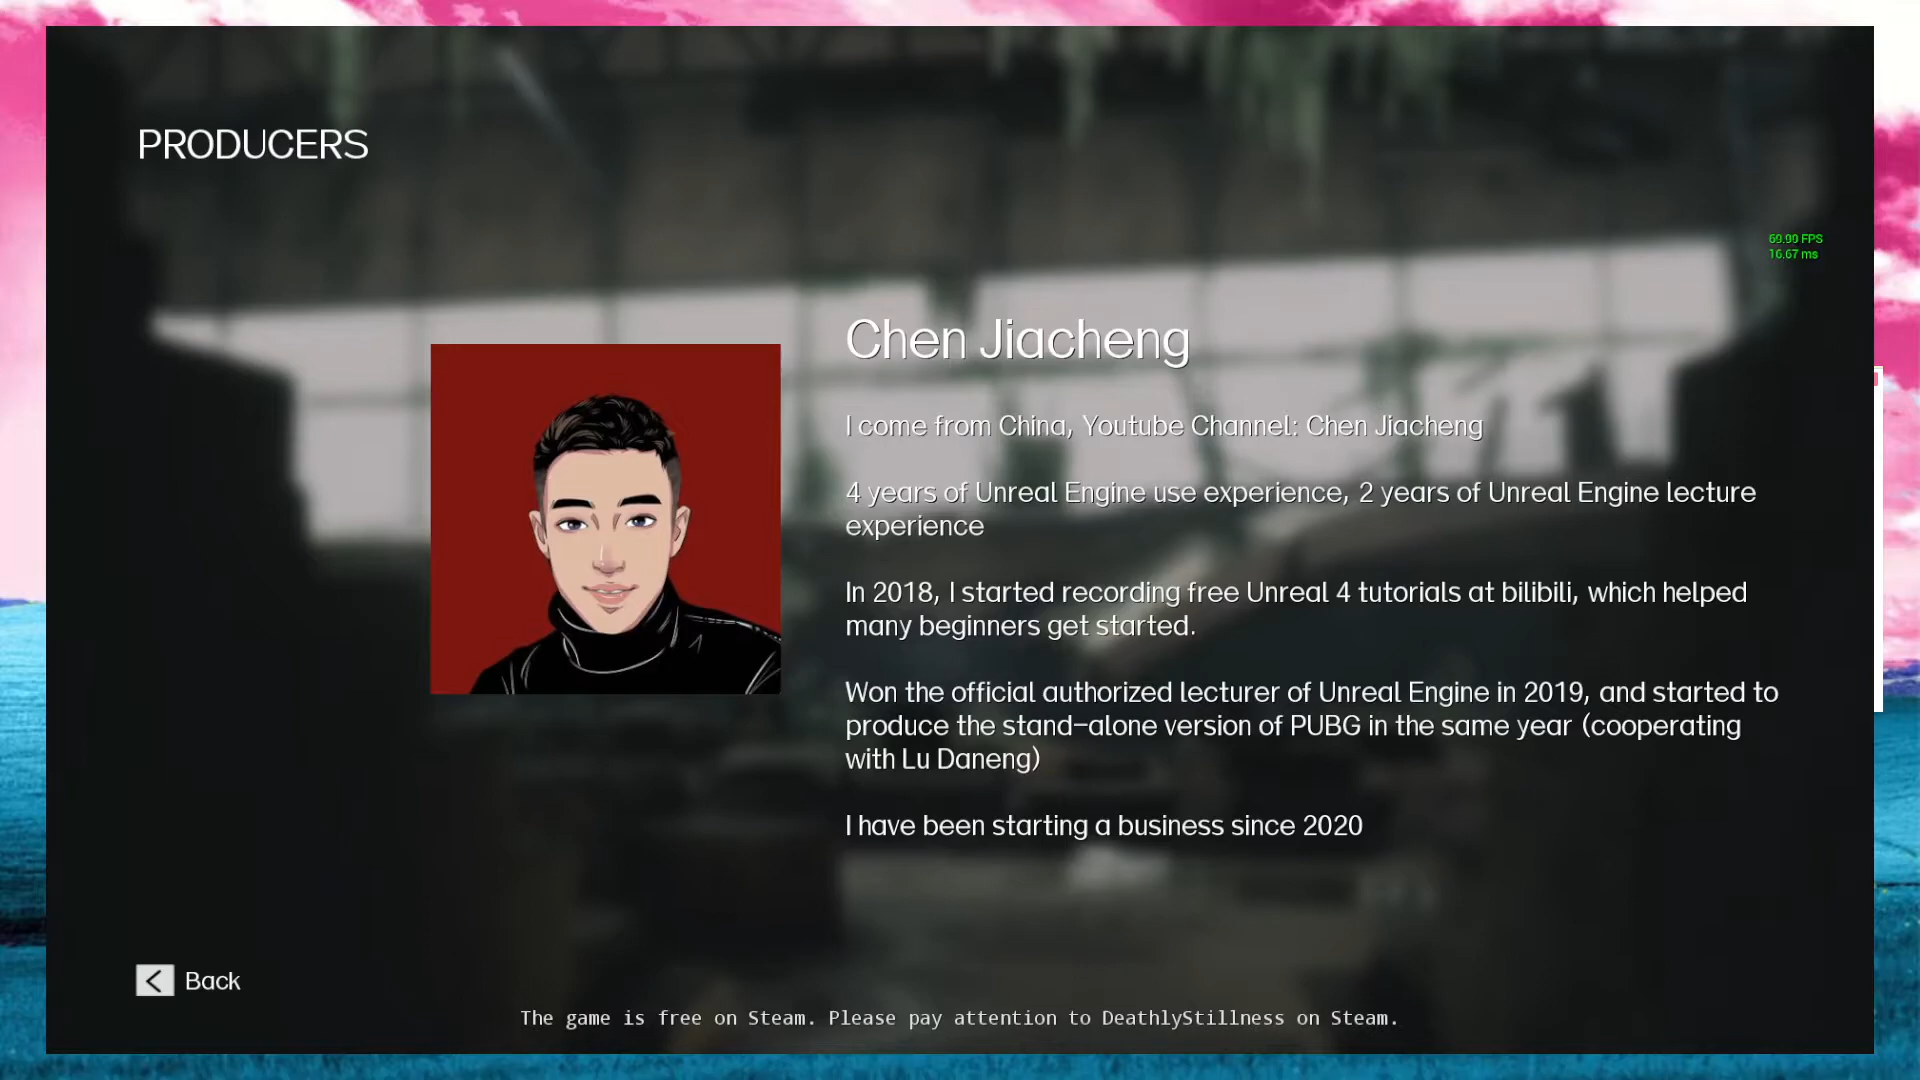 PRODUCERS
60.00 FPS
16.67 ms
Chen Jiacheng
I come from China, Youtube Channel: Chen Jiacheng
4 years of Unreal Engine use experience, 2 years of Unreal Engine lecture
experience
In 2018, I started recording free Unreal 4 tutorials at bilibili, which helped
many beginners get started.
Won the official authorized lecturer of Unreal Engine in 2019, and started to
produce the stand-alone version of PUBG in the same year (cooperating
with Lu Daneng)
I have been starting a business since 2020
Back
The game is free on Steam. Please pay attention to DeathlyStillness on Steam.